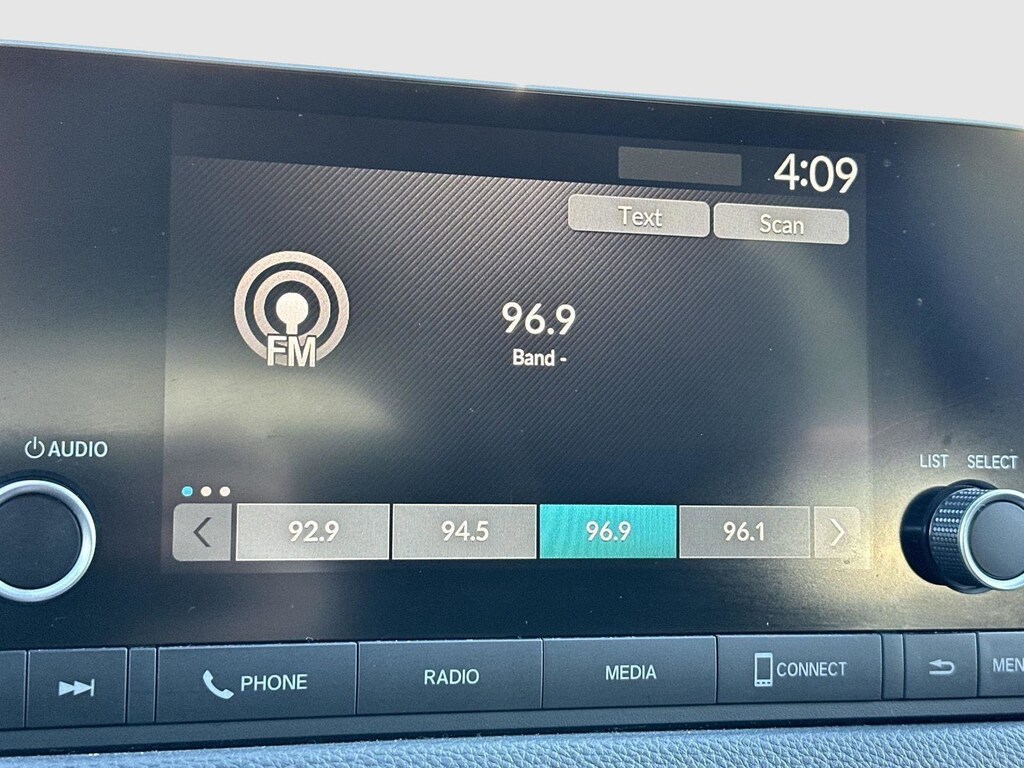 4:09
Text Scan
FM
96.9
Band -
AUDIO
LIST SELECT
92.9 94.5 96.9 96.1
PHONE RADIO MEDIA CONNECT MEN